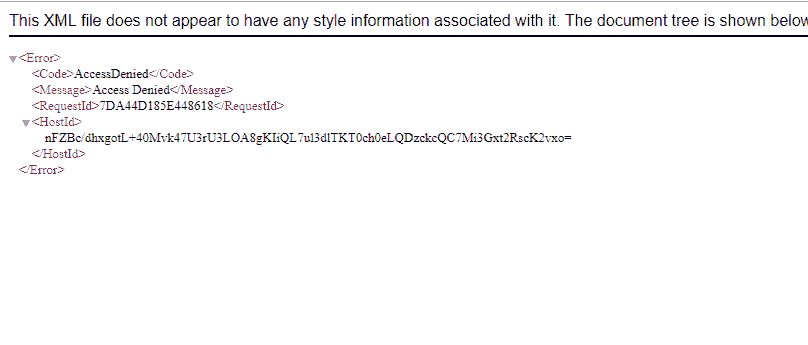 This XML file does not appear to have any style information associated with it. The document tree is shown below
<Error>
<Code>AccessDenied</Code>
<Message>Access Denied</Message>
<RequestId>7DA44D185E448618</RequestId>
<HostId>
nFZBc/dhxgotL+40Mvk47U3rU3LOA8gKIiQL7ul3dlTKT0ch0eLQDzckcQC7Mi3Gxt2RscK2vxo=
</HostId>
</Error>